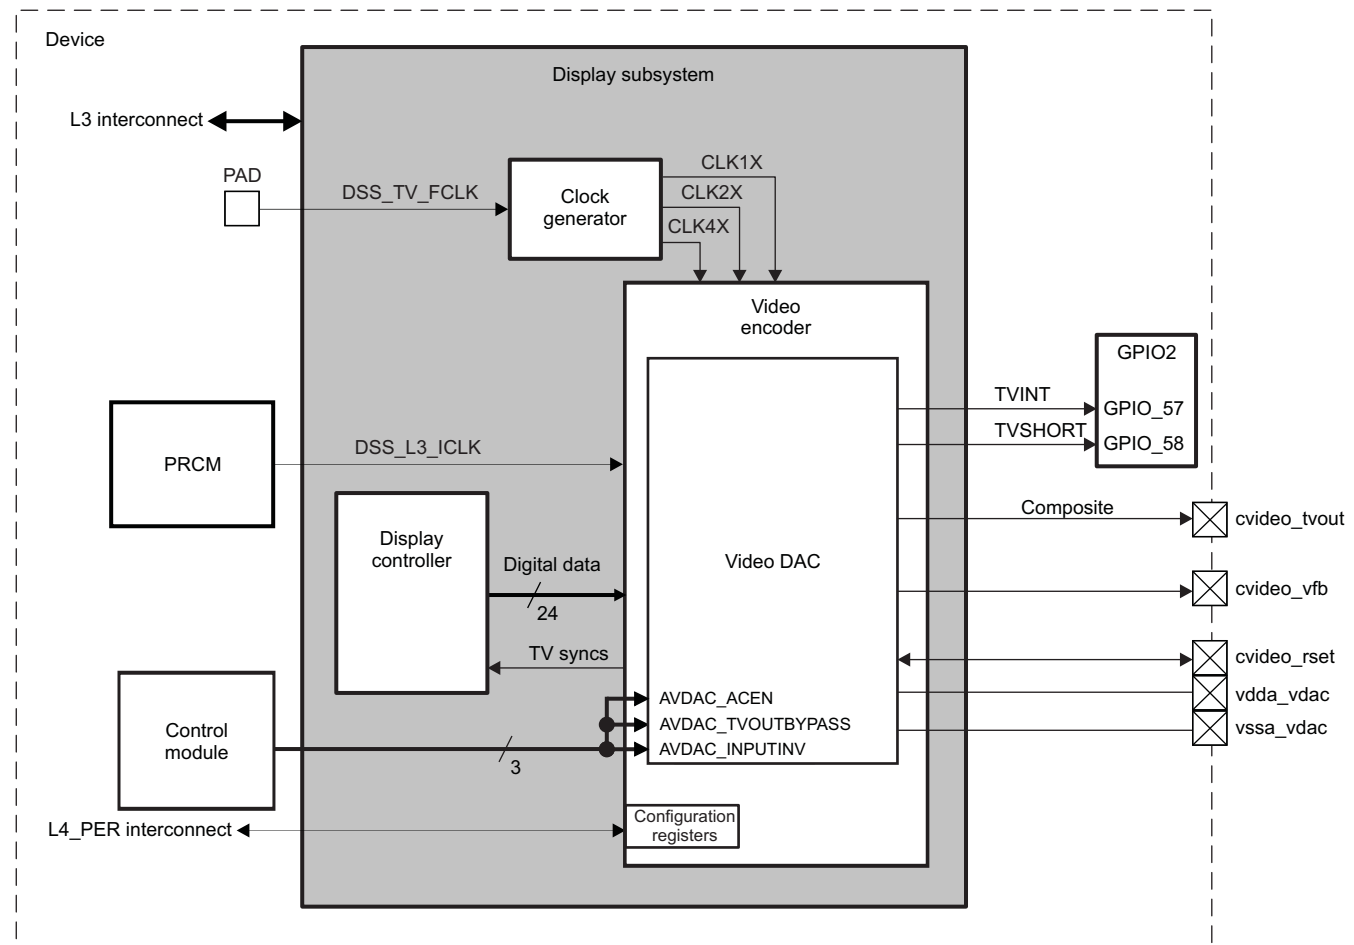 Device
Display subsystem
L3 interconnect
PAD
DSS_TV_FCLK
Clock
generator
CLK1X
CLK2X
CLK4X
Video
encoder
GPIO2
TVINT
GPIO_57
TVSHORT
GPIO_58
PRCM
DSS_L3_ICLK
Composite
cvideo_tvout
Display
controller
Digital data
24
Video DAC
cvideo_vfb
TV syncs
cvideo_rset
AVDAC_ACEN
vdda_vdac
Control
module
AVDAC_TVOUTBYPASS
vssa_vdac
AVDAC_INPUTINV
3
L4_PER interconnect
Configuration
registers